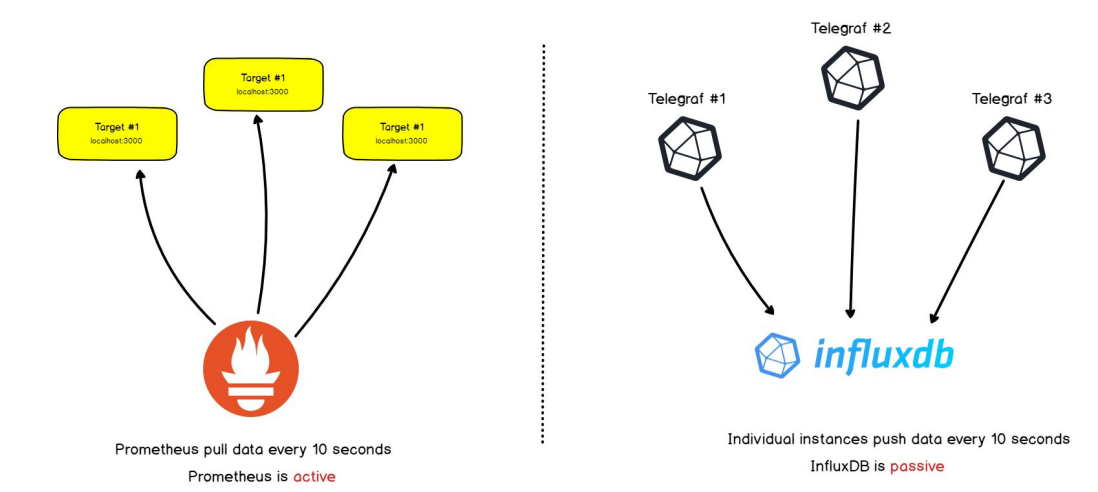 Target #1
localhost:3000
Target #1
localhost:3000
Target #1
localhost:3000
Prometheus pull data every 10 seconds
Prometheus is active
Telegraf #2
Telegraf #1
Telegraf #3
influxdb
Individual instances push data every 10 seconds
InfluxDB is passive